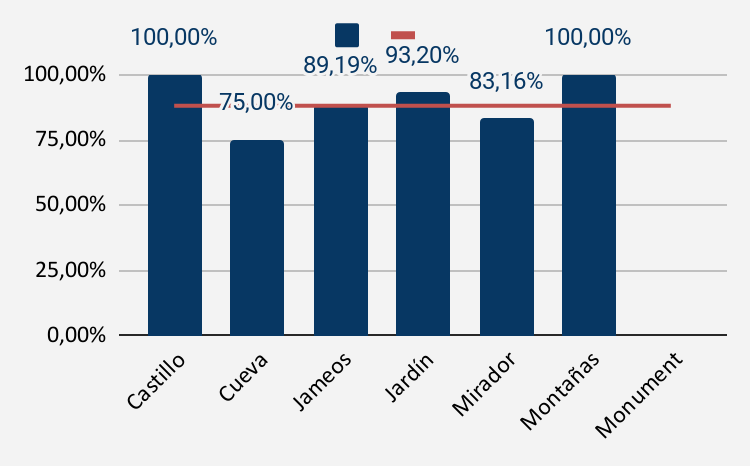 100,00%
100,00%
89,19%
93,20%
83,16%
75,00%
100,00%
75,00%
50,00%
25,00%
0,00%
Castillo
Cueva
Jameos
Jardín
Mirador
Montañas
Monument